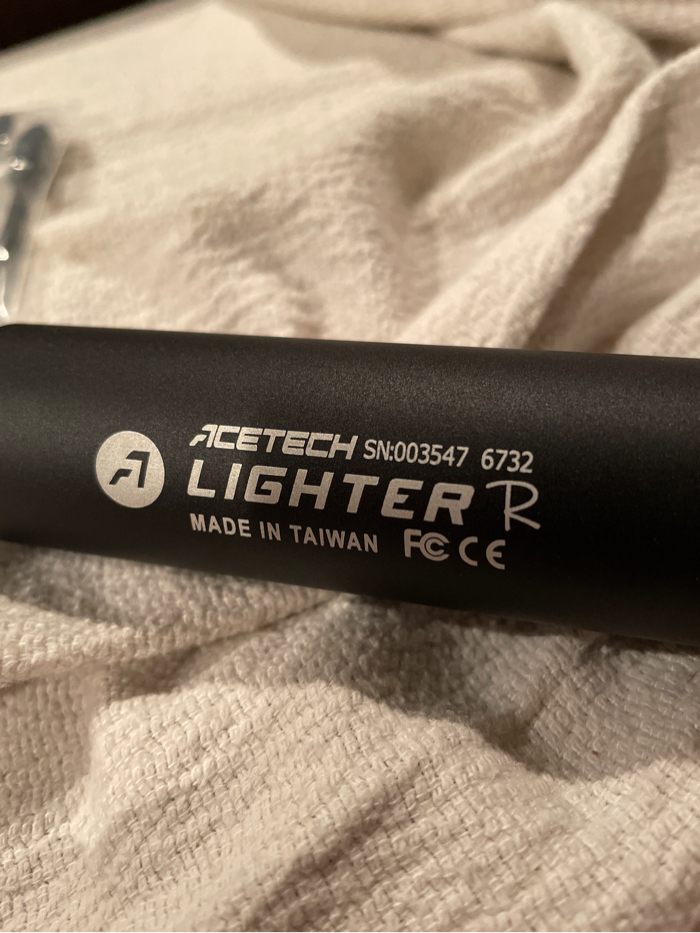 ACETECH SN:003547 6732
LIGHTER R
MADE IN TAIWAN FC CE